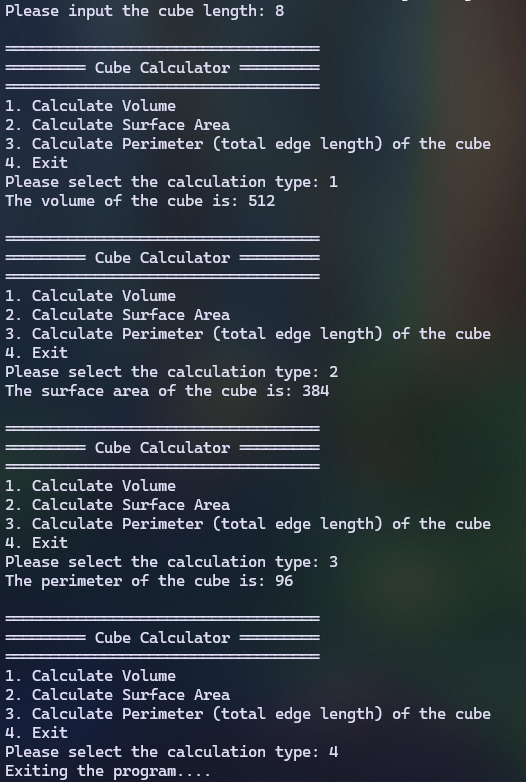 Please input the cube length: 8
===================================
========= Cube Calculator =========
===================================
1. Calculate Volume
2. Calculate Surface Area
3. Calculate Perimeter (total edge length) of the cube
4. Exit
Please select the calculation type: 1
The volume of the cube is: 512
===================================
========= Cube Calculator =========
===================================
1. Calculate Volume
2. Calculate Surface Area
3. Calculate Perimeter (total edge length) of the cube
4. Exit
Please select the calculation type: 2
The surface area of the cube is: 384
===================================
========= Cube Calculator =========
===================================
1. Calculate Volume
2. Calculate Surface Area
3. Calculate Perimeter (total edge length) of the cube
4. Exit
Please select the calculation type: 3
The perimeter of the cube is: 96
===================================
========= Cube Calculator =========
===================================
1. Calculate Volume
2. Calculate Surface Area
3. Calculate Perimeter (total edge length) of the cube
4. Exit
Please select the calculation type: 4
Exiting the program....